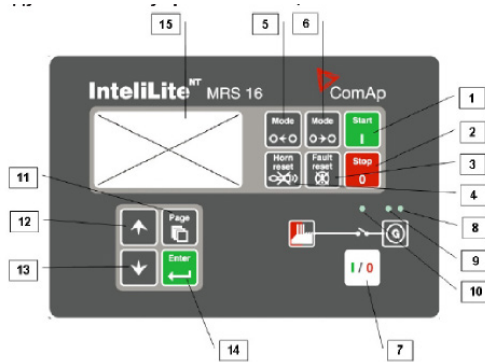 15
5
6
InteliLite NT MRS 16
ComAp
Mode
Mode
Start
I
1
2
Horn
reset
Fault
reset
Stop
0
3
4
11
Page
12
Enter
13
G
8
9
10
I / 0
14
7